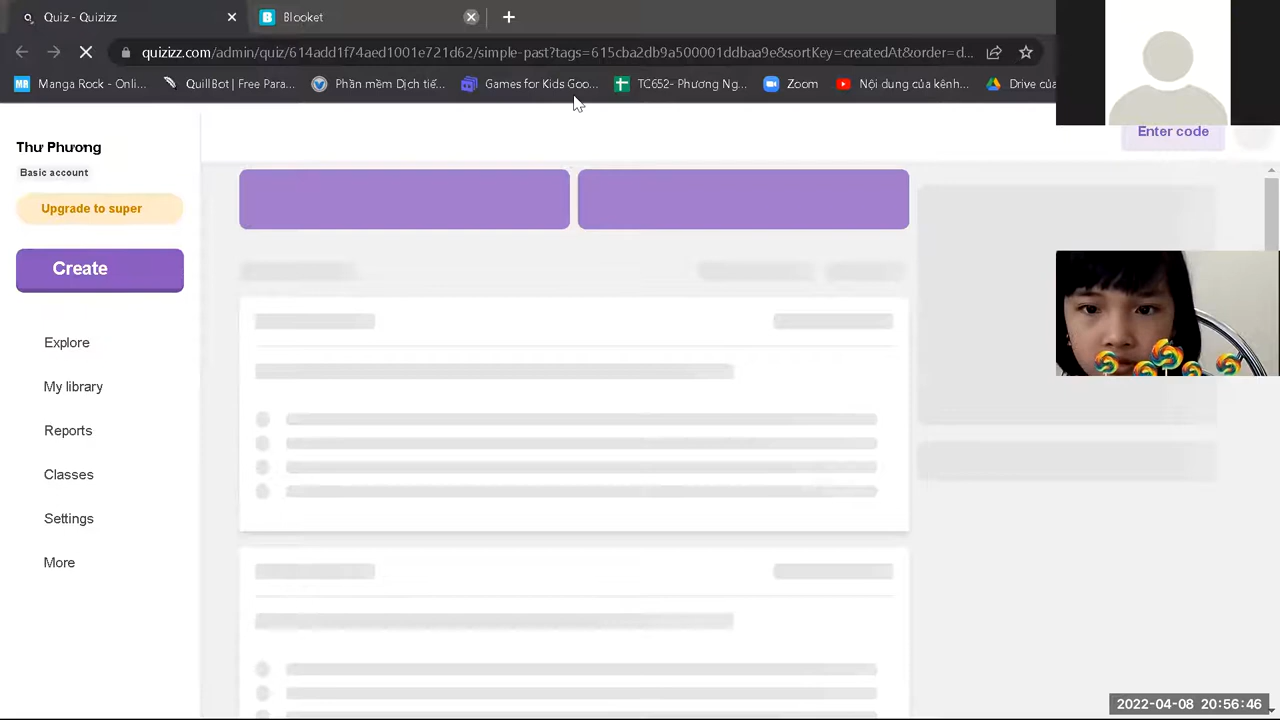 Quiz - Quizizz
Blooket
quizizz.com/admin/quiz/614add1f74aed1001e721d62/simple-past?tags=615cba2db9a500001ddbaa9e&sortKey=createdAt&order=d...
MR Manga Rock - Onli...
QuillBot | Free Para...
Phần mềm Dịch tiế...
Games for Kids Goo...
TC652- Phương Ng...
Zoom
Nội dung của kênh...
Drive củ
Enter code
Thư Phương
Basic account
Upgrade to super
Create
Explore
My library
Reports
Classes
Settings
More
2022-04-08 20:56:46